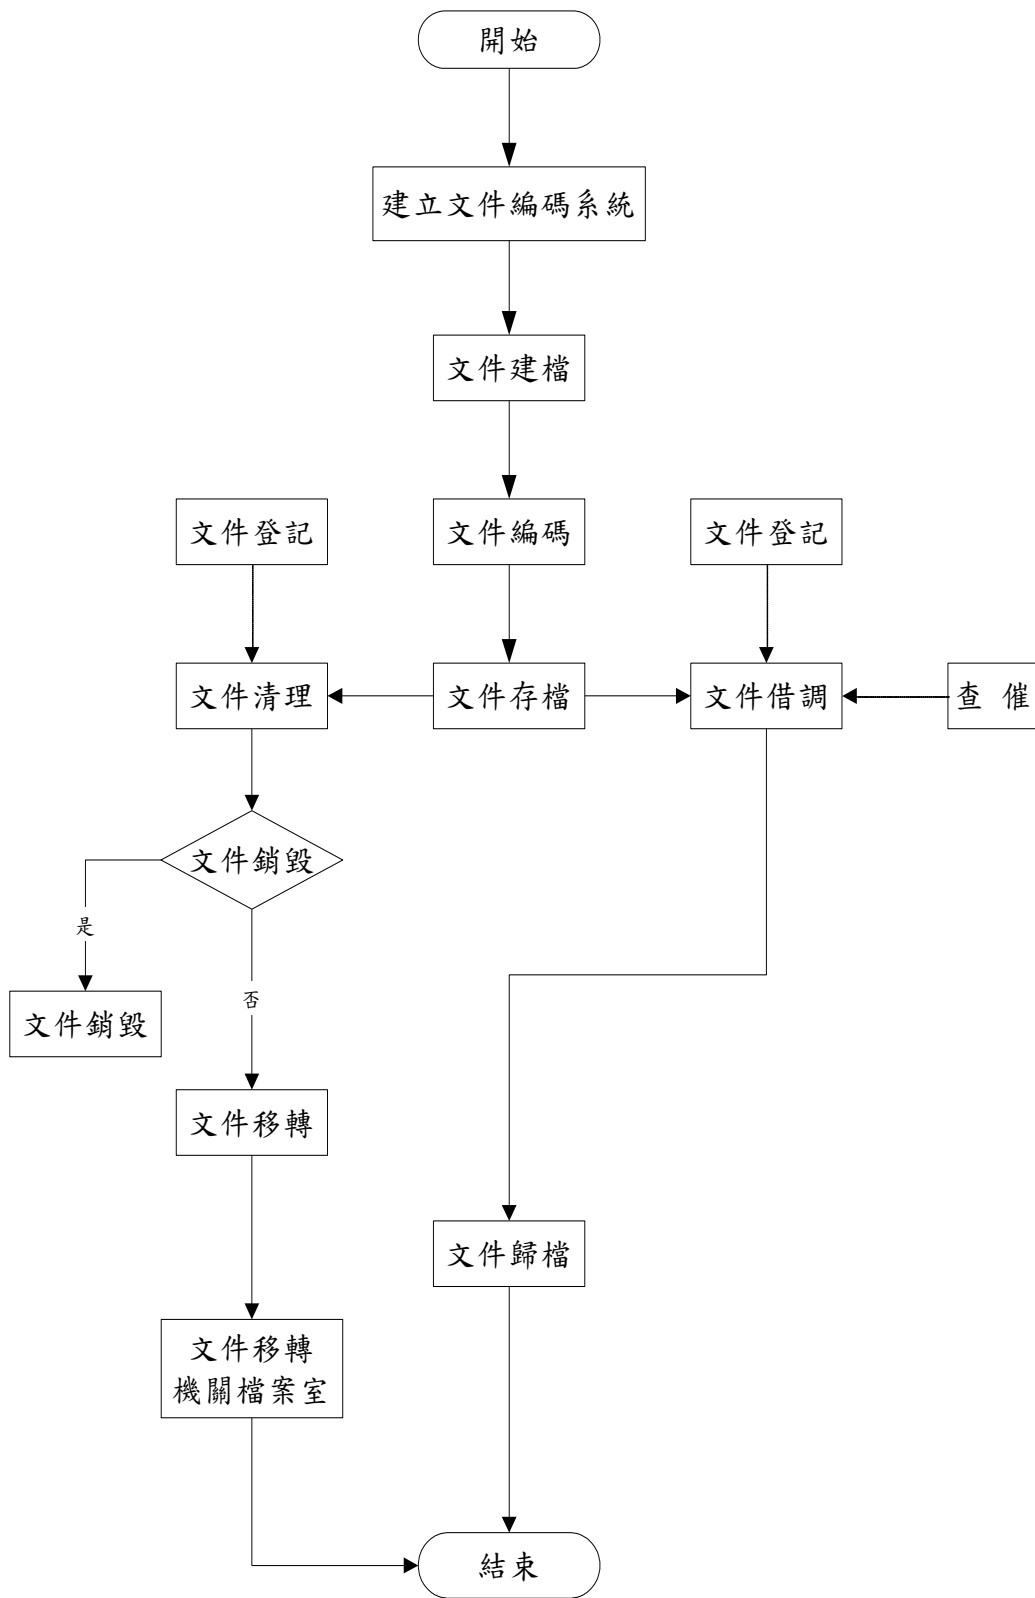 開始
建立文件編碼系統
文件建檔
文件登記
文件編碼
文件登記
文件清理
文件存檔
文件借調
查 催
文件銷毀
是
否
文件銷毀
文件移轉
文件歸檔
文件移轉
機關檔案室
結束